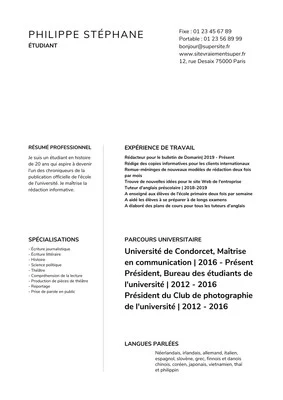 PHILIPPE STÉPHANE
ÉTUDIANT
Fixe : 01 23 45 67 89
Portable : 01 23 56 89 99
bonjour@supersite.fr
www.sitevraimentsuper.fr
12, rue Desaix 75000 Paris
RÉSUMÉ PROFESSIONNEL
Je suis un étudiant en histoire
de 20 ans qui aspire à devenir
l'un des chroniqueurs de la
publication officielle de l'école
de l'université. Je maîtrise la
rédaction informative.
EXPÉRIENCE DE TRAVAIL
Rédacteur pour le bulletin de Domarin| 2019 - Présent
Rédige des copies informatives pour les clients internationaux
Remue-méninges de nouveaux modèles de rédaction deux fois
par mois
Trouve de nouvelles idées pour le site Web de l'entreprise
Tuteur d'anglais préscolaire | 2018-2019
A enseigné aux élèves de l'école primaire deux fois par semaine
A aidé les élèves à se préparer à de longs examens
A élaboré des plans de cours pour tous les tuteurs d'anglais
SPÉCIALISATIONS
- Écriture journalistique
- Écriture littéraire
- Histoire
- Science politique
- Théâtre
- Compréhension de la lecture
- Production de pièces de théâtre
- Reportage
- Prise de parole en public
PARCOURS UNIVERSITAIRE
Université de Condorcet, Maîtrise
en communication | 2016 - Présent
Président, Bureau des étudiants de
l'université | 2012 - 2016
Président du Club de photographie
de l'université | 2012 - 2016
LANGUES PARLÉES
Néerlandais, irlandais, allemand, italien,
espagnol, slovène, grec, finnois et danois
chinois, coréen, japonais, vietnamien, thaï
et philippin